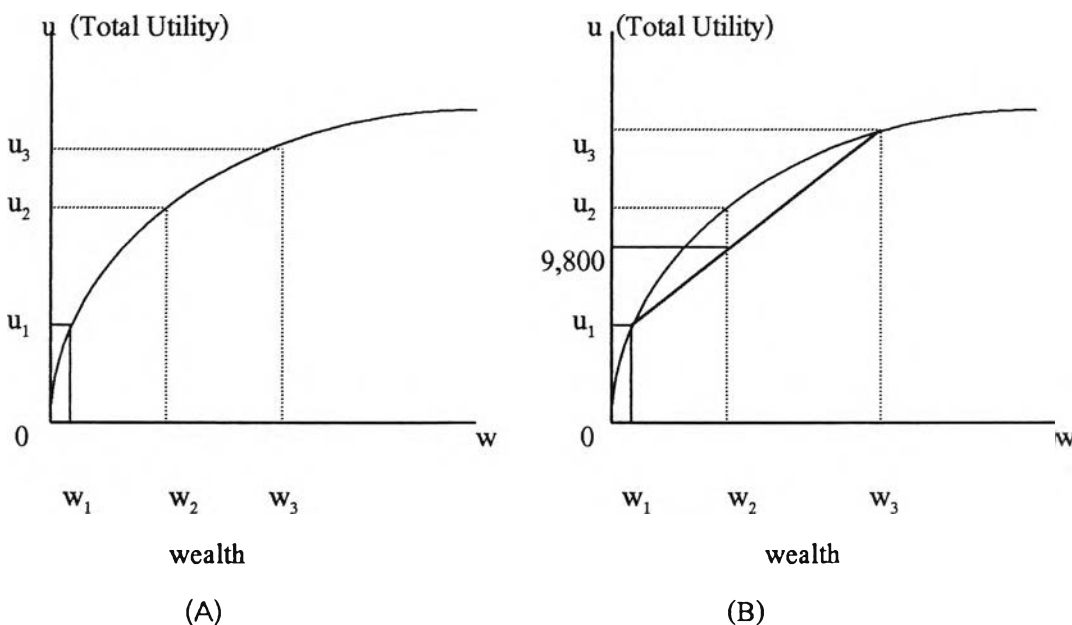 u (Total Utility)
u3
u2
u1
0
w
w1 w2 w3
wealth
(A)
u (Total Utility)
u3
u2
9,800
u1
0
w
w1 w2 w3
wealth
(B)